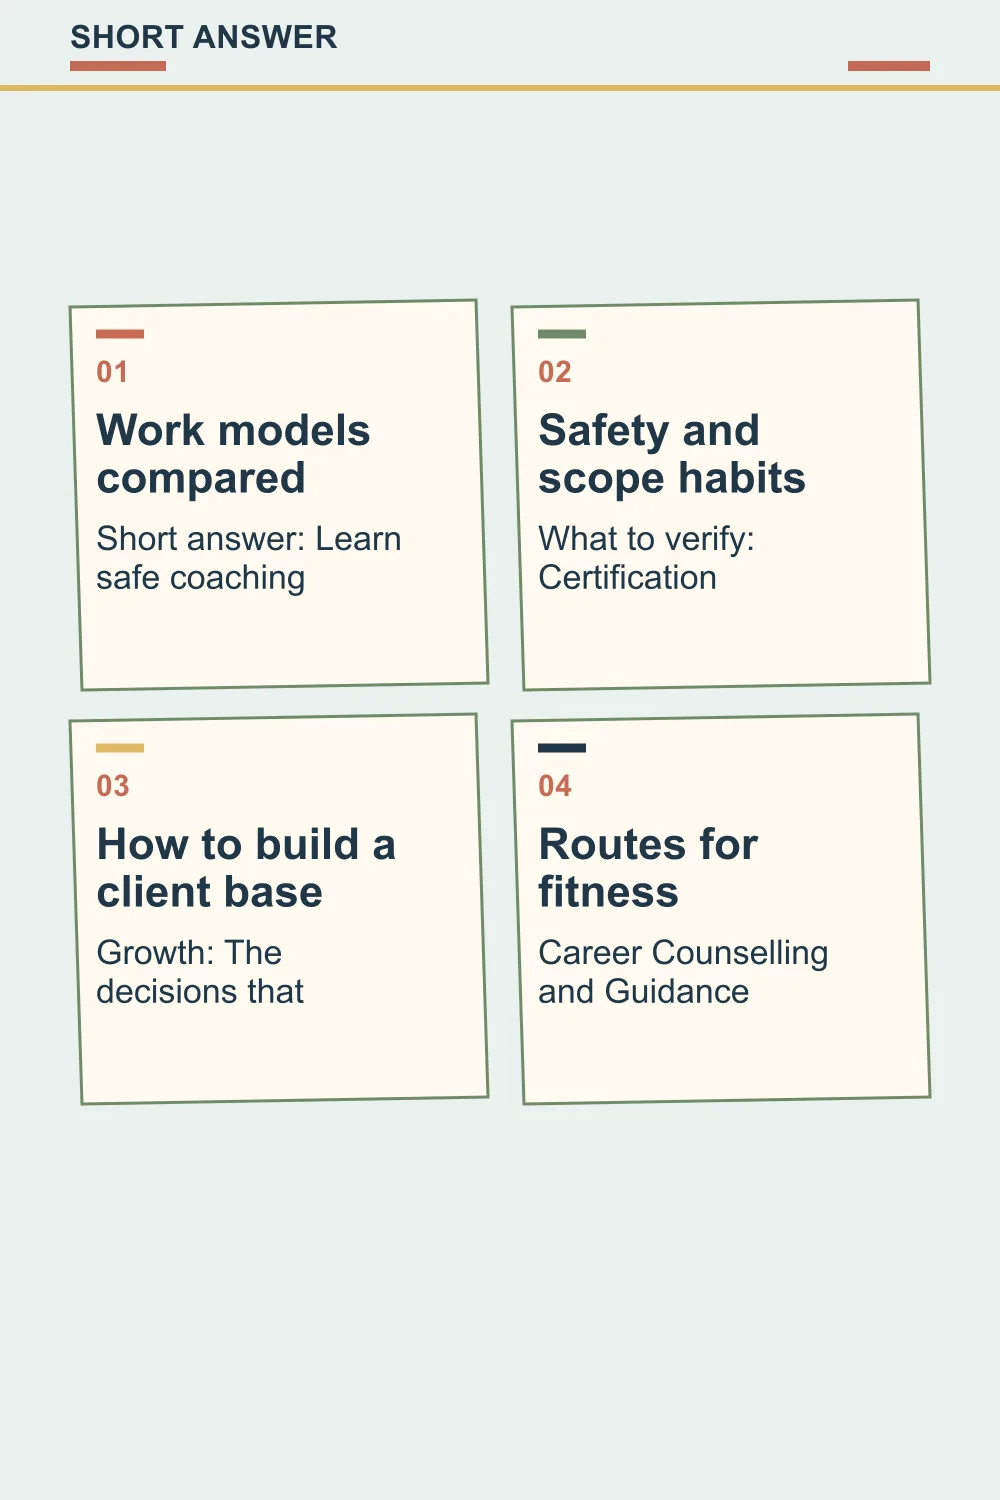 SHORT ANSWER
01
Work models
compared
Short answer: Learn
safe coaching
02
Safety and
scope habits
What to verify:
Certification
03
How to build a
client base
Growth: The
decisions that
04
Routes for
fitness
Career Counselling
and Guidance